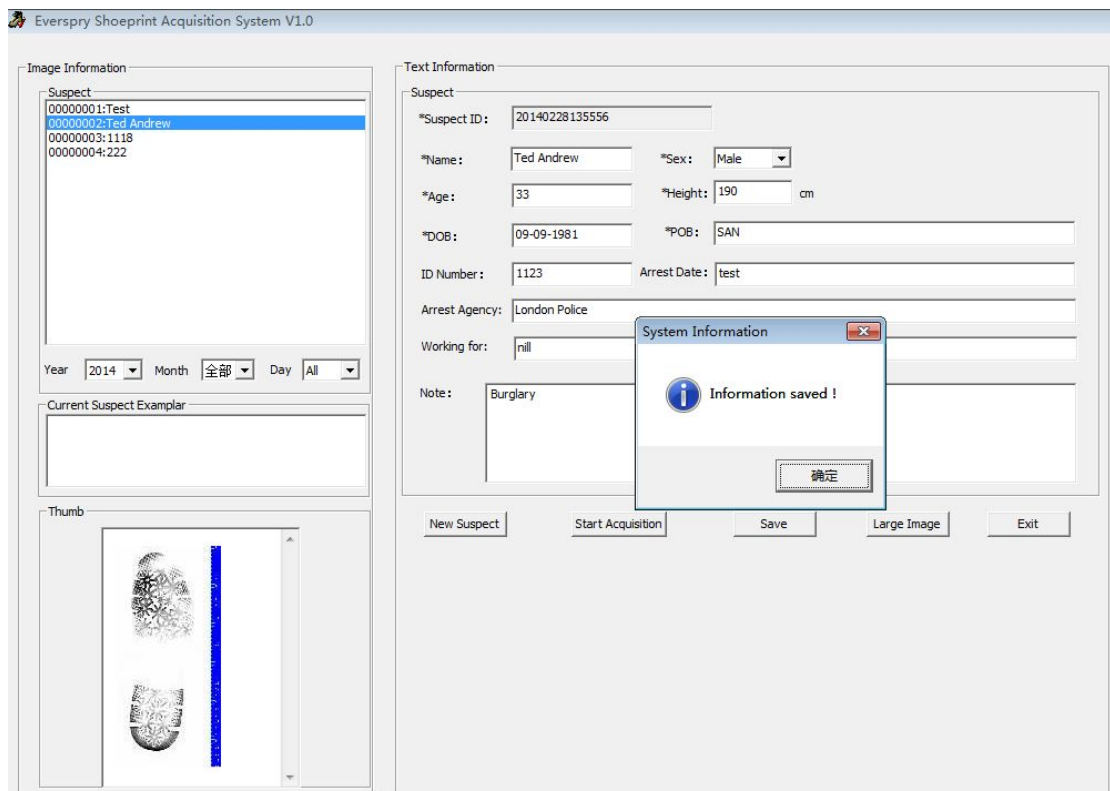 Everspry Shoeprint Acquisition System V1.0
Image Information
Suspect
00000001:Test
00000002:Ted Andrew
00000003:1118
00000004:222
Year 2014 Month 全部 Day All
Current Suspect Examplar
Thumb
Text Information
Suspect
*Suspect ID: 20140228135556
*Name: Ted Andrew *Sex: Male
*Age: 33 *Height: 190 cm
*DOB: 09-09-1981 *POB: SAN
ID Number: 1123 Arrest Date: test
Arrest Agency: London Police
Working for: nill
Note: Burglary
System Information
Information saved !
确定
New Suspect Start Acquisition Save Large Image Exit